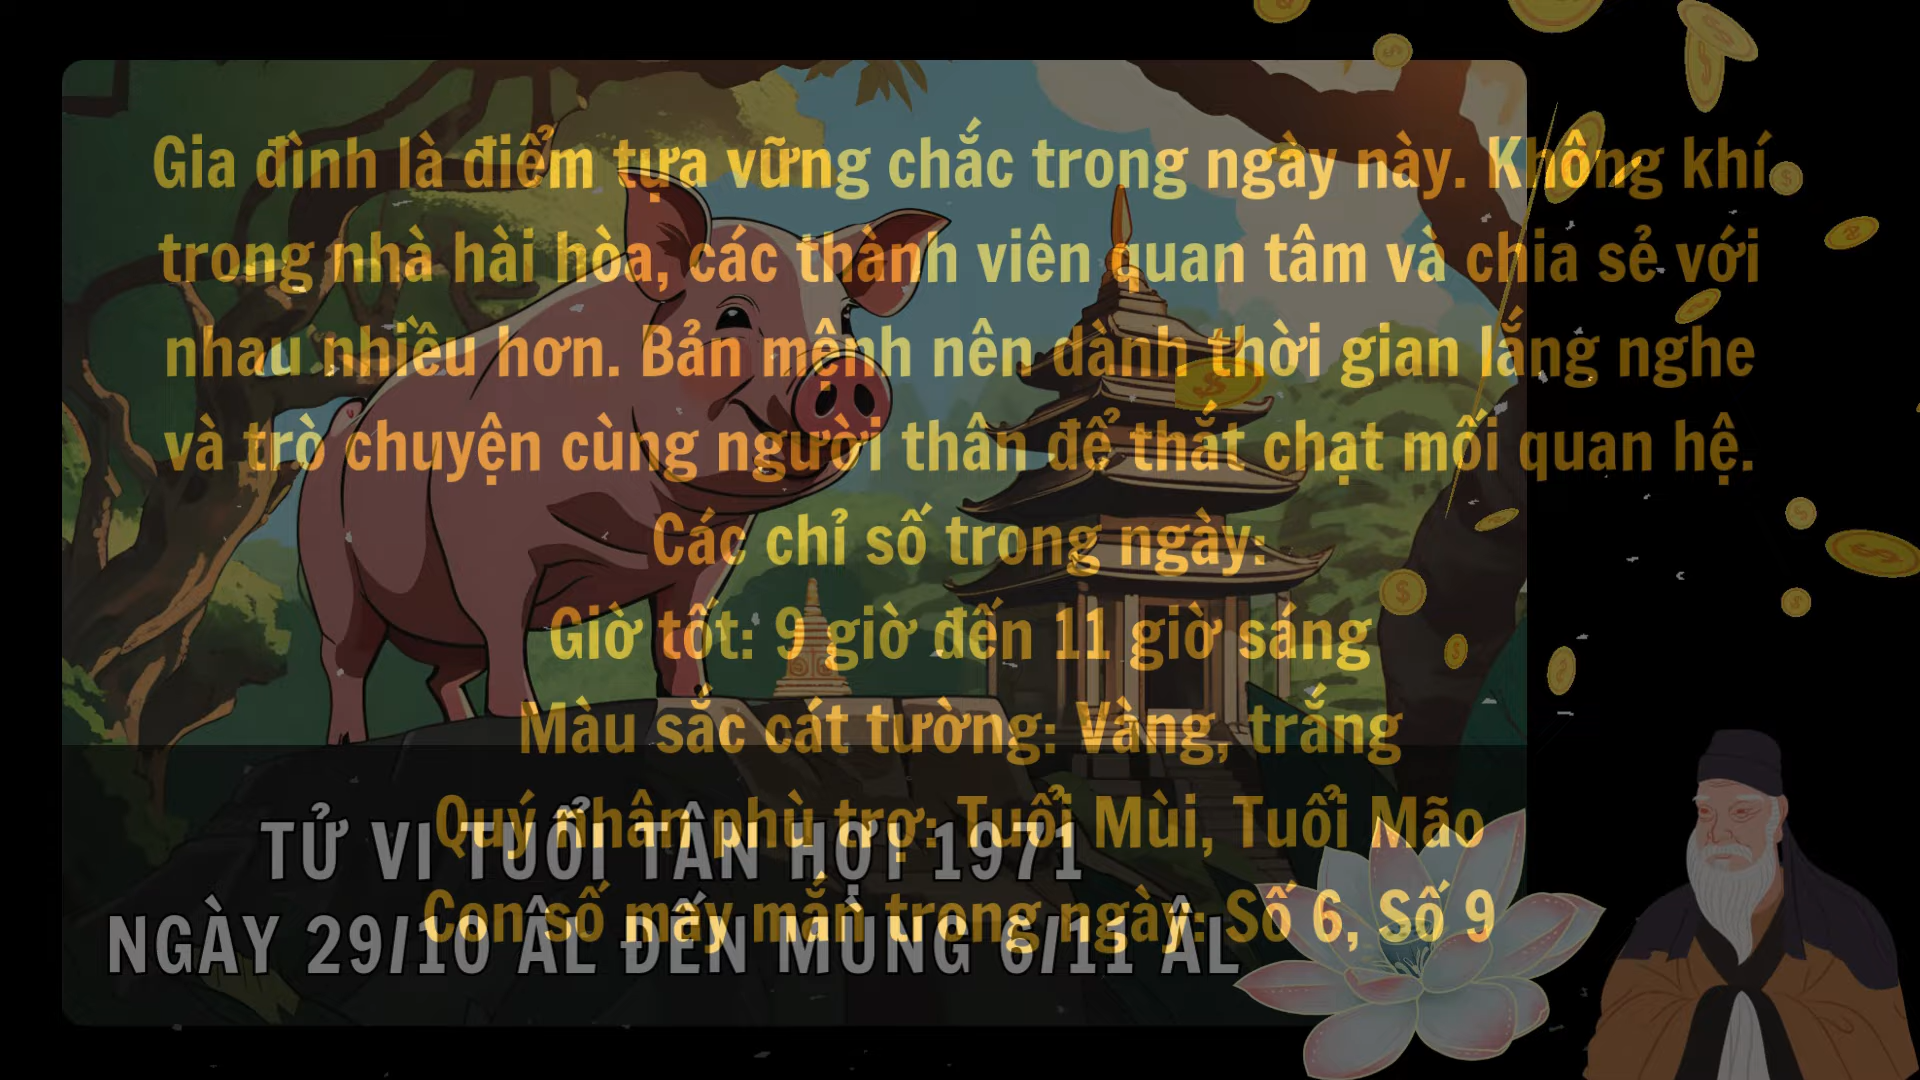 Gia đình là điểm tựa vững chắc trong ngày này. Không khí
trong nhà hài hòa, các thành viên quan tâm và chia sẻ với
nhau nhiều hơn. Bản mệnh nên dành thời gian lắng nghe
và trò chuyện cùng người thân để thắt chặt mối quan hệ.
Các chỉ số trong ngày:
Giờ tốt: 9 giờ đến 11 giờ sáng
Màu sắc cát tường: Vàng, trắng
Quý nhân phù trợ: Tuổi Mùi, Tuổi Mão
Con số máy mắn trong ngày: Số 6, Số 9
TỬ VI TUỔI TÂN HỢI 1971
NGÀY 29/10 ÂL ĐẾN MÙNG 6/11 ÂL